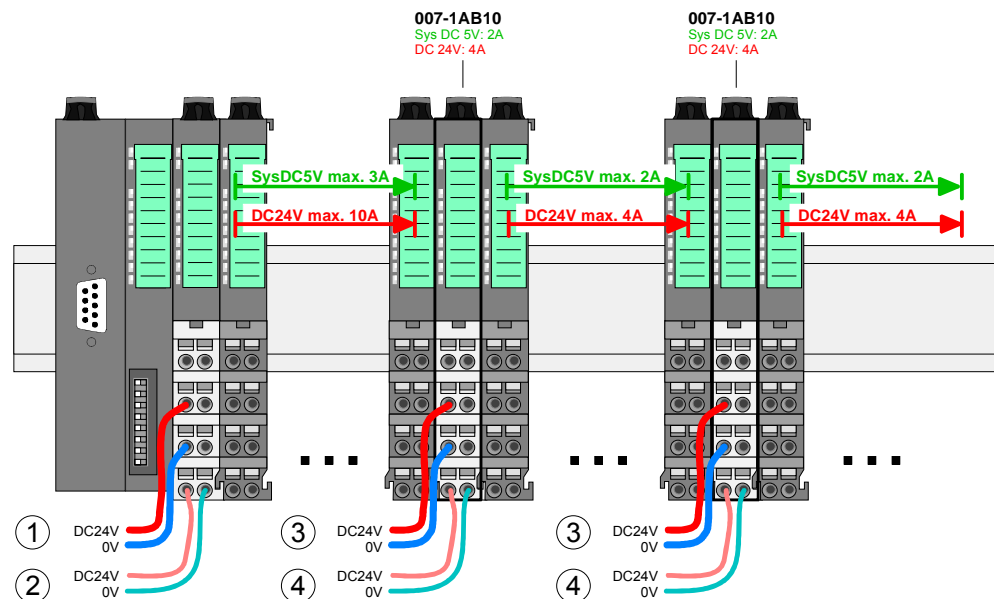 007-1AB10
Sys DC 5V: 2A
DC 24V: 4A
007-1AB10
Sys DC 5V: 2A
DC 24V: 4A
SysDC5V max. 3A
SysDC5V max. 2A
SysDC5V max. 2A
DC24V max. 10A
DC24V max. 4A
DC24V max. 4A
1
DC24V
0V
3
DC24V
0V
3
DC24V
0V
2
DC24V
0V
4
DC24V
0V
4
DC24V
0V